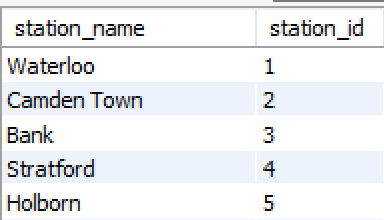 station_name station_id
Waterloo 1
Camden Town 2
Bank 3
Stratford 4
Holborn 5